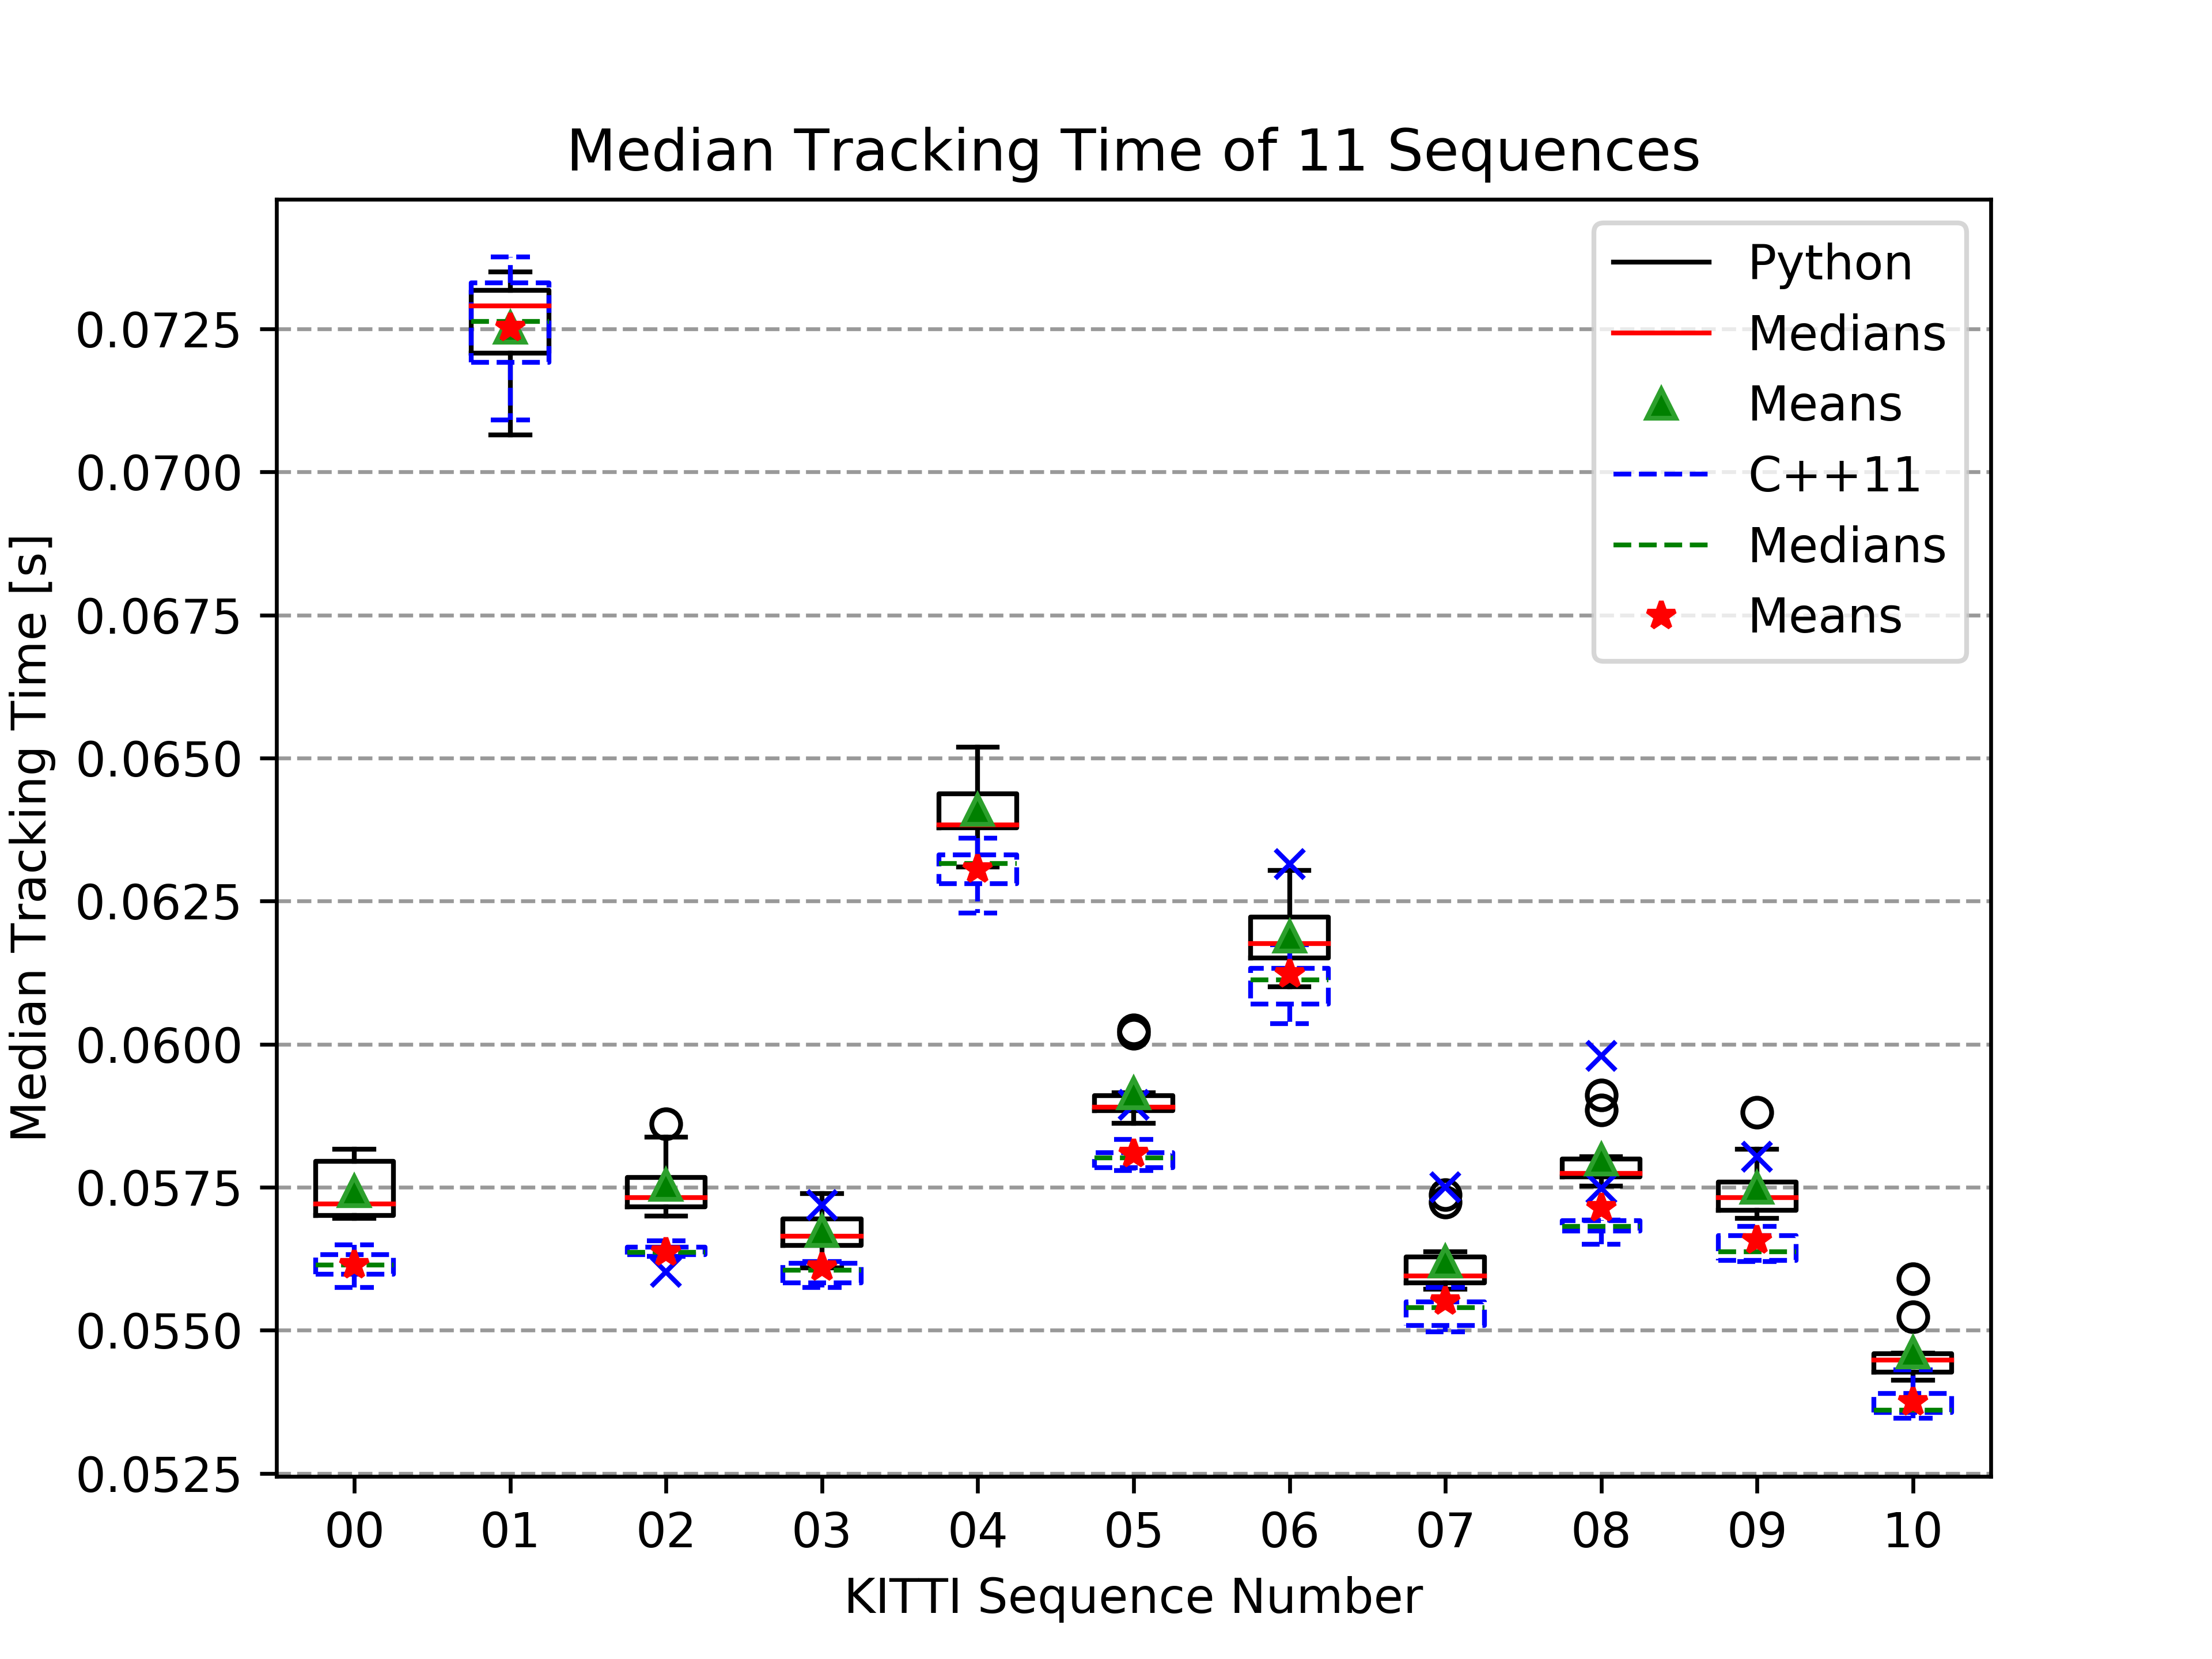 Median Tracking Time of 11 Sequences
Python
Medians
Means
C++11
Medians
Means
Median Tracking Time [s]
0.0725
0.0700
0.0675
0.0650
0.0625
0.0600
0.0575
0.0550
0.0525
00 01 02 03 04 05 06 07 08 09 10
KITTI Sequence Number